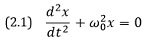 (2.1) d²x/dt² + ω₀²x = 0